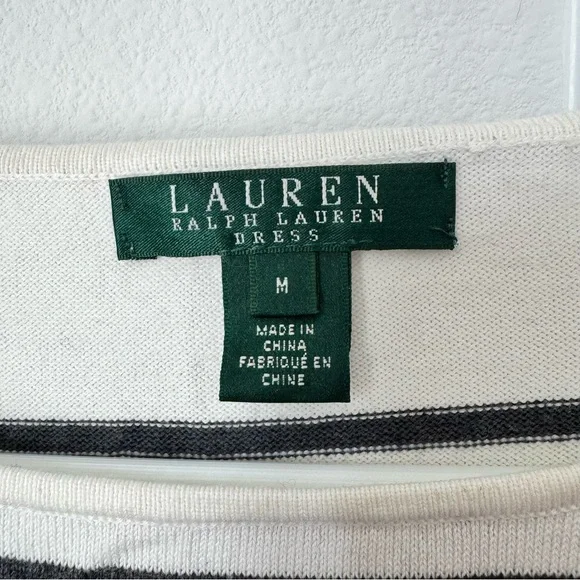 LAUREN
RALPH LAUREN
DRESS
M
MADE IN
CHINA
FABRIQUÉ EN
CHINE